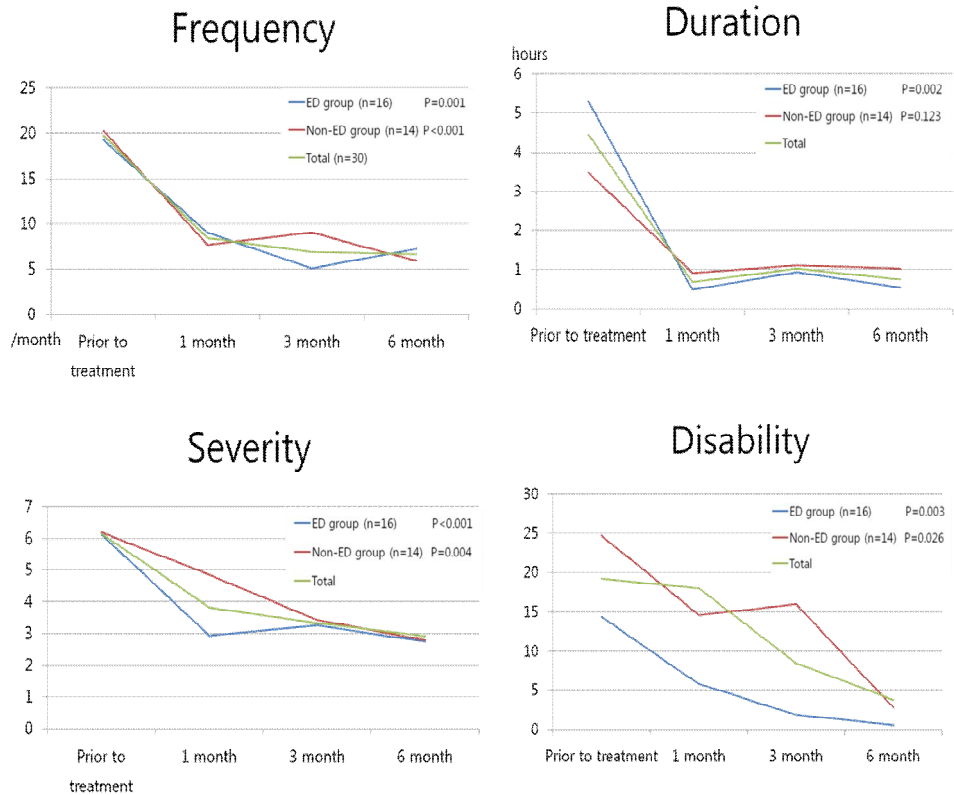 Frequency
25
20
15
10
5
0
/month
Prior to treatment
1 month
3 month
6 month
ED group (n=16) P=0.001
Non-ED group (n=14) P<0.001
Total (n=30)
Duration
hours
6
5
4
3
2
1
0
Prior to treatment
1 month
3 month
6 month
ED group (n=16) P=0.002
Non-ED group (n=14) P=0.123
Total
Severity
7
6
5
4
3
2
1
0
Prior to treatment
1 month
3 month
6 month
ED group (n=16) P<0.001
Non-ED group (n=14) P=0.004
Total
Disability
30
25
20
15
10
5
0
Prior to treatment
1 month
3 month
6 month
ED group (n=16) P=0.003
Non-ED group (n=14) P=0.026
Total